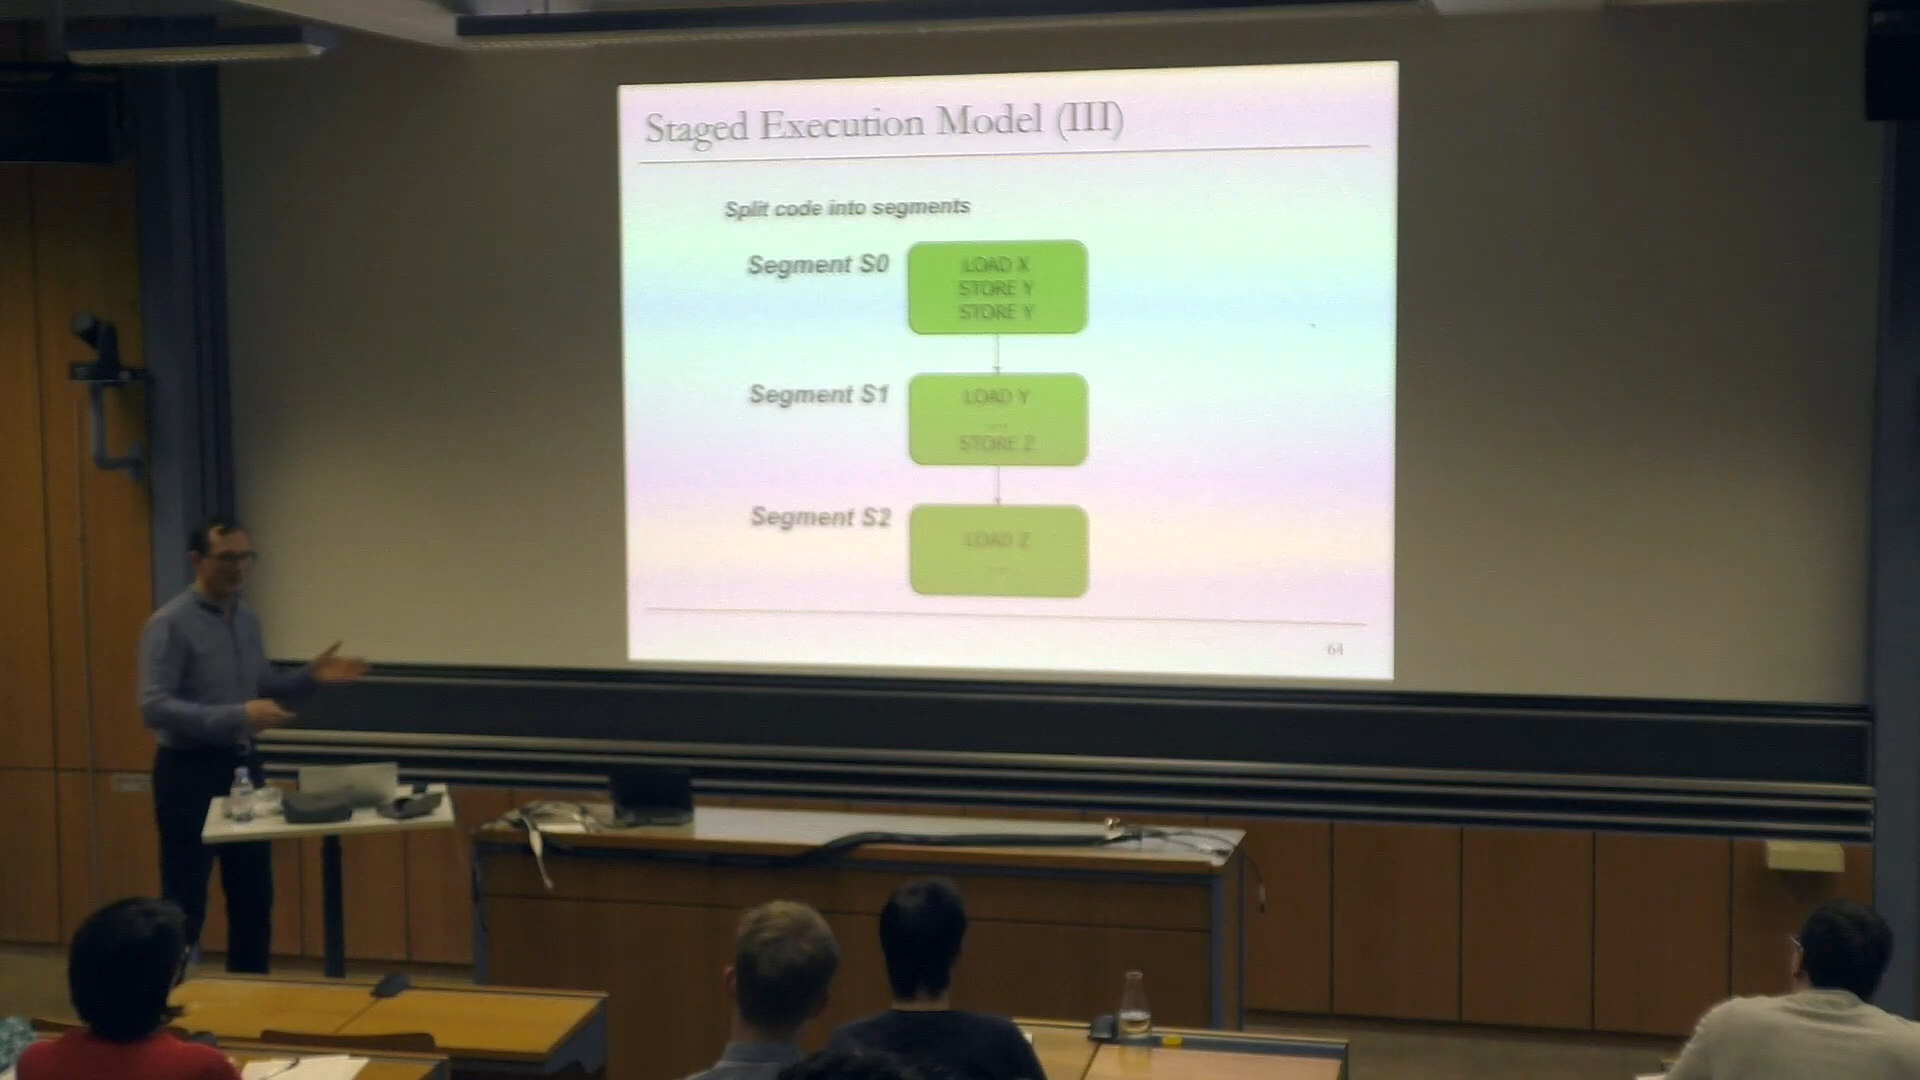 Staged Execution Model (III)
Split code into segments
Segment S0
LOAD X
STORE Y
STORE Y
Segment S1
LOAD Y
....
STORE Z
Segment S2
LOAD Z
....
64